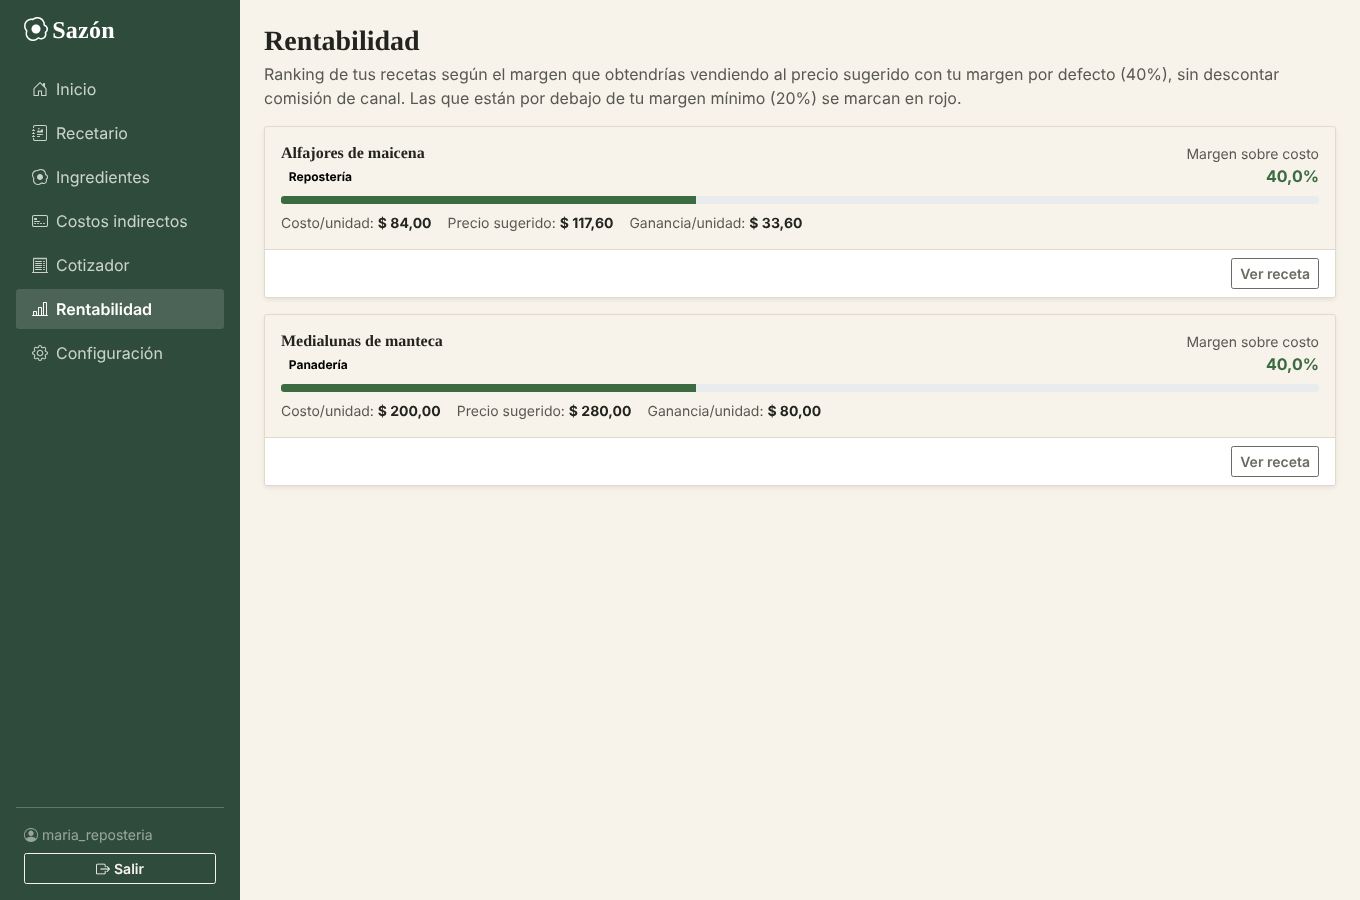 Sazón
Inicio
Recetario
Ingredientes
Costos indirectos
Cotizador
Rentabilidad
Configuración
maria_reposteria
Salir
Rentabilidad
Ranking de tus recetas según el margen que obtendrías vendiendo al precio sugerido con tu margen por defecto (40%), sin descontar
comisión de canal. Las que están por debajo de tu margen mínimo (20%) se marcan en rojo.
Alfajores de maicena
Repostería
Margen sobre costo
40,0%
Costo/unidad: $ 84,00 Precio sugerido: $ 117,60 Ganancia/unidad: $ 33,60
Ver receta
Medialunas de manteca
Panadería
Margen sobre costo
40,0%
Costo/unidad: $ 200,00 Precio sugerido: $ 280,00 Ganancia/unidad: $ 80,00
Ver receta